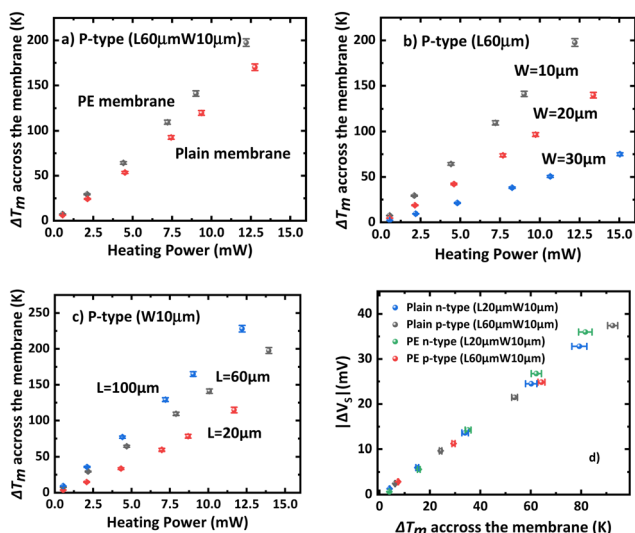 a) P-type (L60μmW10μm)
PE membrane
Plain membrane
ΔTm accross the membrane (K)
200
150
100
50
0
0.0 2.5 5.0 7.5 10.0 12.5 15.0
Heating Power (mW)
b) P-type (L60μm)
W=10μm
W=20μm
W=30μm
ΔTm accross the membrane (K)
200
150
100
50
0
0.0 2.5 5.0 7.5 10.0 12.5 15.0
Heating Power (mW)
c) P-type (W10μm)
L=100μm
L=60μm
L=20μm
ΔTm accross the membrane (K)
250
200
150
100
50
0
0.0 2.5 5.0 7.5 10.0 12.5 15.0
Heating Power (mW)
Plain n-type (L20μmW10μm)
Plain p-type (L60μmW10μm)
PE n-type (L20μmW10μm)
PE p-type (L60μmW10μm)
d)
|ΔVs| (mV)
40
30
20
10
0
0 20 40 60 80 100
ΔTm accross the membrane (K)